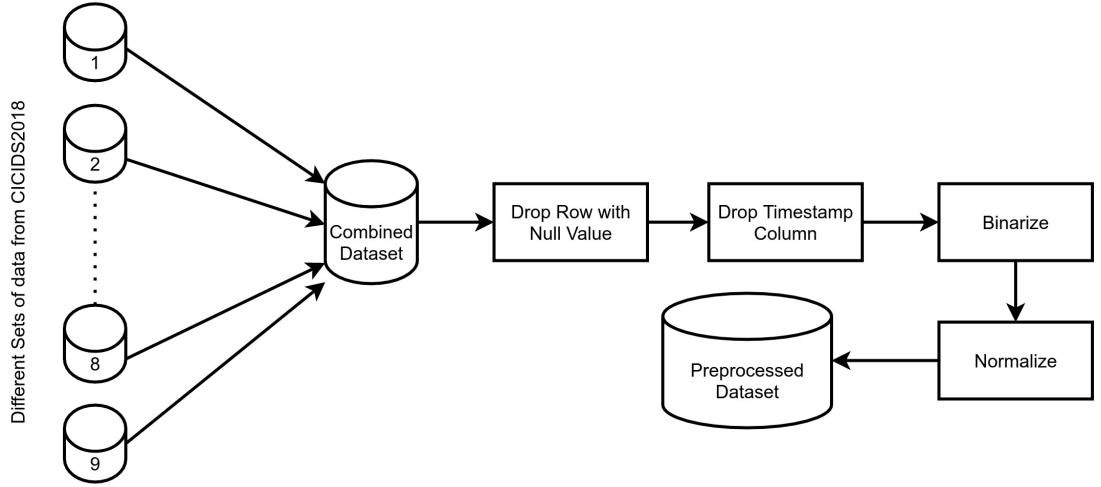 Different Sets of data from CICIDS2018
1
2
8
9
Combined
Dataset
Drop Row with
Null Value
Drop Timestamp
Column
Binarize
Normalize
Preprocessed
Dataset